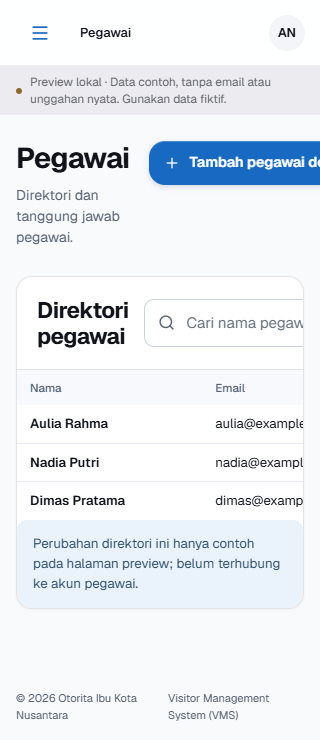 Pegawai
AN
Preview lokal · Data contoh, tanpa email atau
unggahan nyata. Gunakan data fiktif.
Pegawai
Tambah pegawai de
Direktori dan
tanggung jawab
pegawai.
Direktori
pegawai
Cari nama pegaw
Nama Email
Aulia Rahma aulia@example
Nadia Putri nadia@exampl
Dimas Pratama dimas@examp
Perubahan direktori ini hanya contoh
pada halaman preview; belum terhubung
ke akun pegawai.
© 2026 Otorita Ibu Kota
Nusantara
Visitor Management
System (VMS)